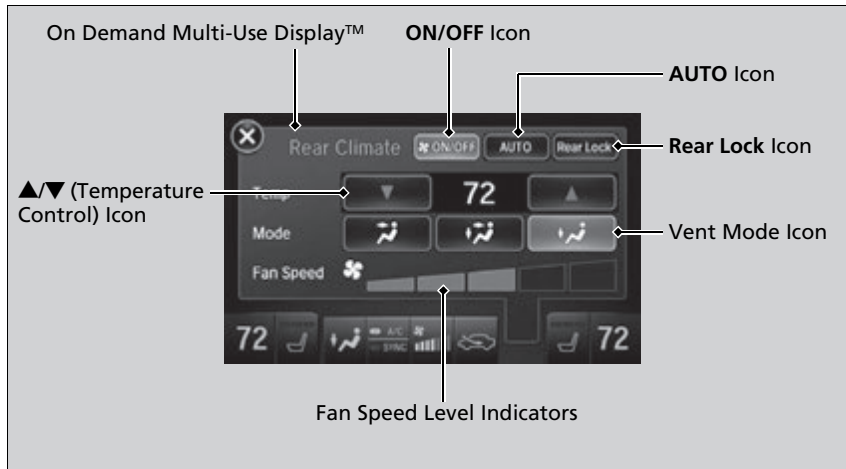 On Demand Multi-Use Display™
ON/OFF Icon
AUTO Icon
Rear Climate ON/OFF AUTO Rear Lock
Rear Lock Icon
▲/▼ (Temperature
Control) Icon
Temp ▼ 72 ▲
Mode
Vent Mode Icon
Fan Speed
72 A/C SYNC 72
Fan Speed Level Indicators